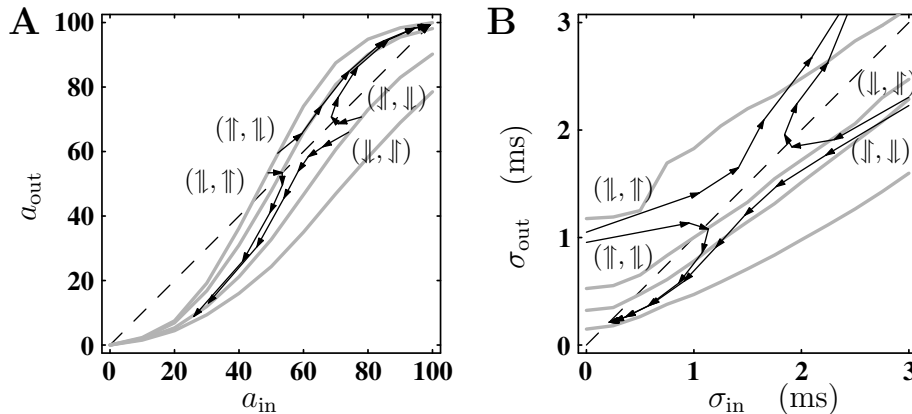 A
100
80
60
40
20
0
a_out
(⥣, ⥮)
(⥮, ⥣)
(⥯, ⥥)
(⥥, ⥯)
0 20 40 60 80 100
a_in
B
3
2
1
0
σ_out (ms)
(⥮, ⥣)
(⥣, ⥮)
(⥥, ⥯)
(⥯, ⥥)
0 1 2 3
σ_in (ms)